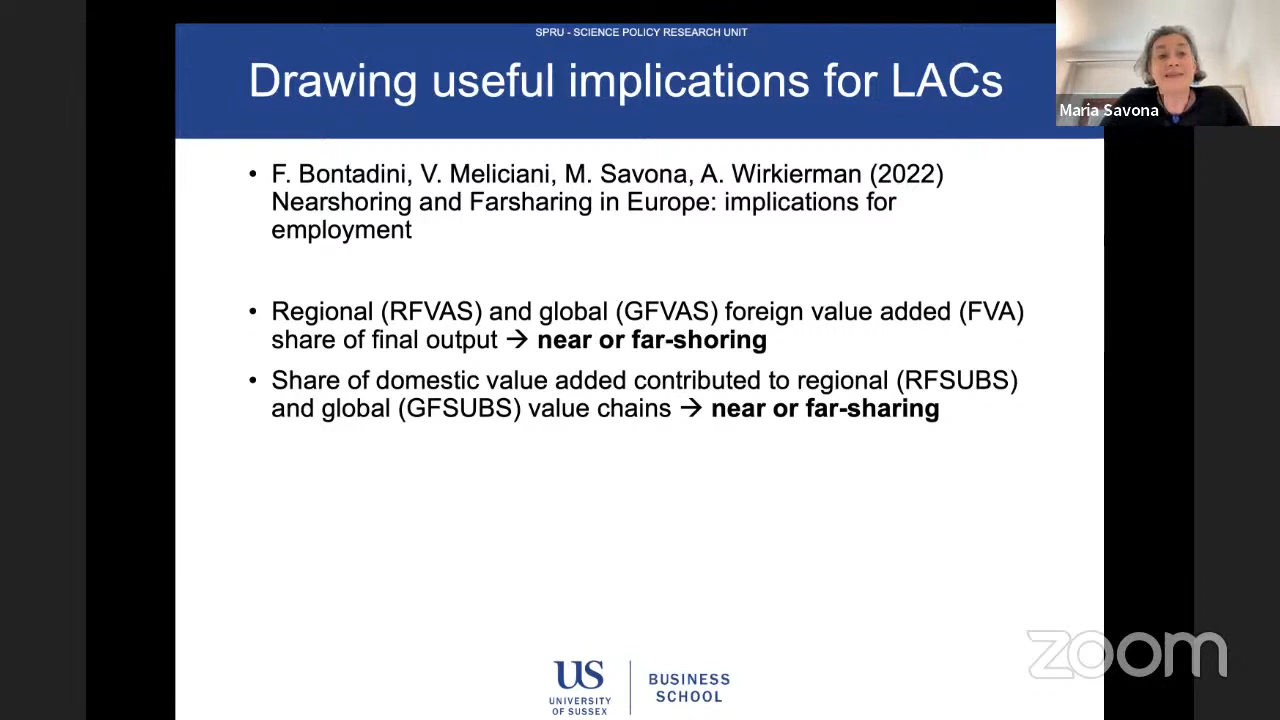 SPRU - SCIENCE POLICY RESEARCH UNIT
Drawing useful implications for LACs
Maria Savona
• F. Bontadini, V. Meliciani, M. Savona, A. Wirkierman (2022)
Nearshoring and Farsharing in Europe: implications for
employment
• Regional (RFVAS) and global (GFVAS) foreign value added (FVA)
share of final output → near or far-shoring
• Share of domestic value added contributed to regional (RFSUBS)
and global (GFSUBS) value chains → near or far-sharing
zoom
US
UNIVERSITY
OF SUSSEX
BUSINESS
SCHOOL